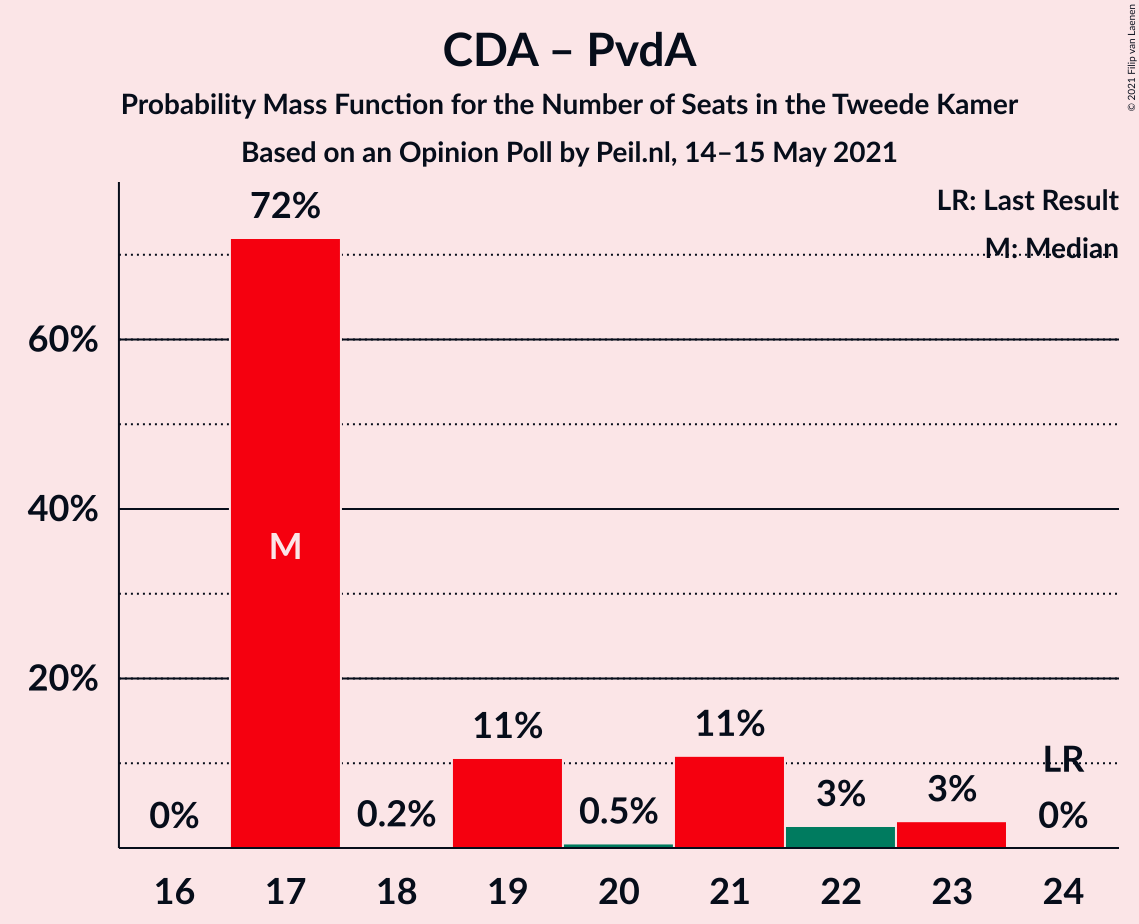 CDA – PvdA
Probability Mass Function for the Number of Seats in the Tweede Kamer
Based on an Opinion Poll by Peil.nl, 14–15 May 2021
© 2021 Filip van Laenen
LR: Last Result
M: Median
60%
40%
20%
0%
72%
M
0.2%
11%
0.5%
11%
3%
3%
LR
0%
16 17 18 19 20 21 22 23 24